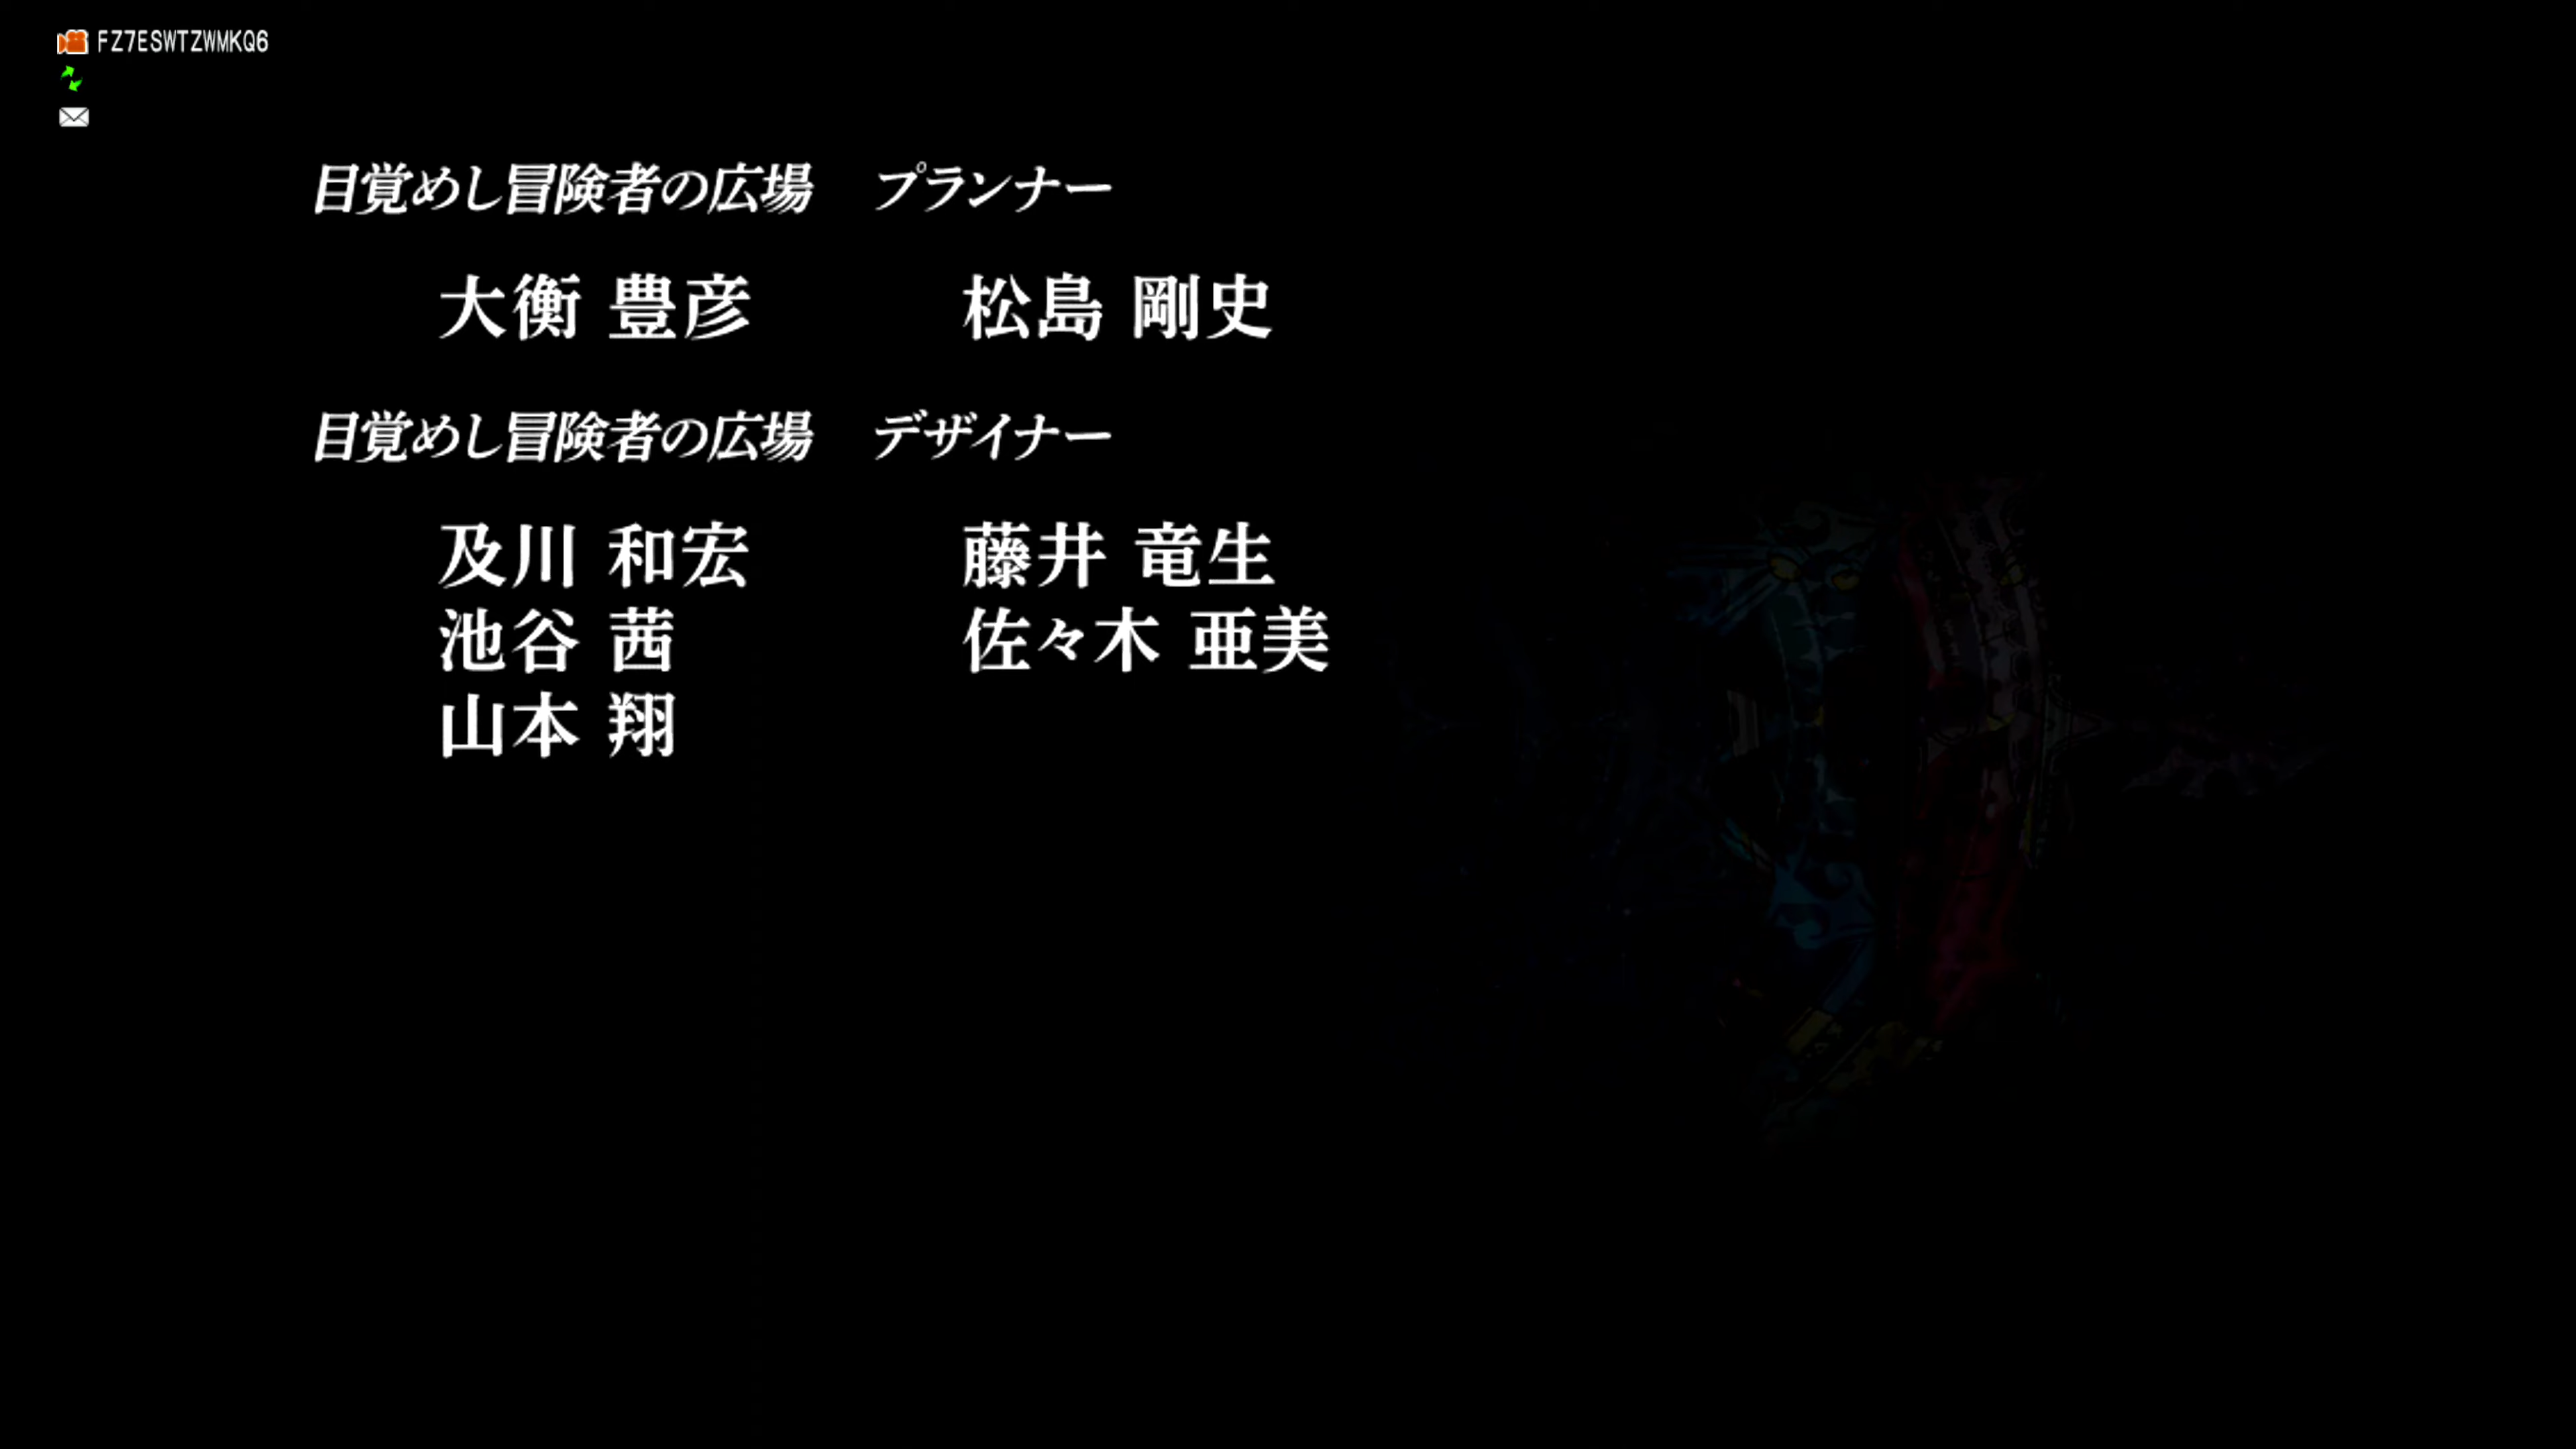 FZ7ESWTZWMKQ6
目覚めし冒険者の広場　プランナー
大衡 豊彦　松島 剛史
目覚めし冒険者の広場　デザイナー
及川 和宏　藤井 竜生
池谷 茜　佐々木 亜美
山本 翔